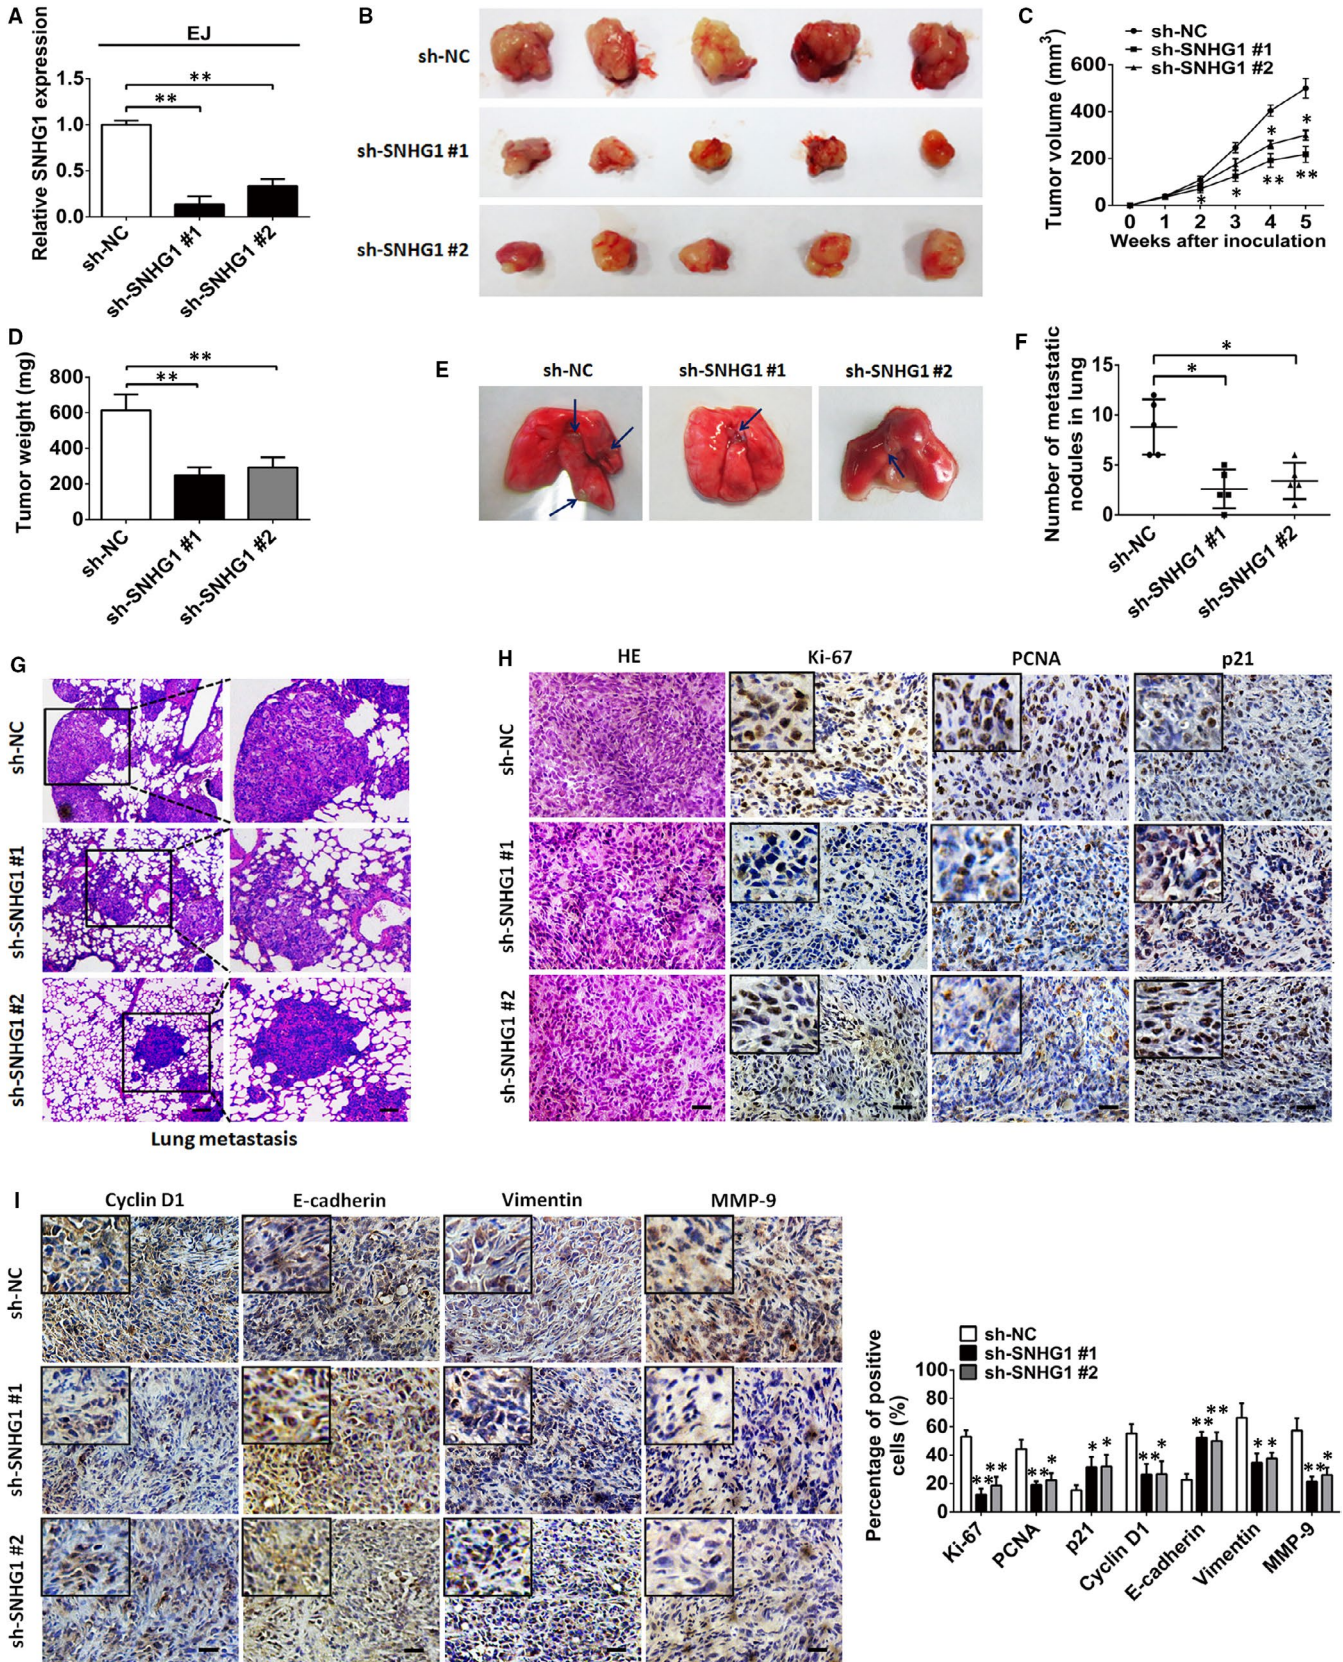 A
EJ
Relative SNHG1 expression
1.5
1.0
0.5
0.0
**
**
sh-NC
sh-SNHG1 #1
sh-SNHG1 #2
B
sh-NC
sh-SNHG1 #1
sh-SNHG1 #2
C
sh-NC
sh-SNHG1 #1
sh-SNHG1 #2
Tumor volume (mm³)
600
400
200
0
*
*
*
*
**
**
0 1 2 3 4 5
Weeks after inoculation
D
Tumor weight (mg)
800
600
400
200
0
**
**
sh-NC
sh-SNHG1 #1
sh-SNHG1 #2
E
sh-NC sh-SNHG1 #1 sh-SNHG1 #2
F
Number of metastatic
nodules in lung
15
10
5
0
*
*
sh-NC
sh-SNHG1 #1
sh-SNHG1 #2
G
sh-NC
sh-SNHG1 #1
sh-SNHG1 #2
Lung metastasis
H
HE Ki-67 PCNA p21
sh-NC
sh-SNHG1 #1
sh-SNHG1 #2
I
Cyclin D1 E-cadherin Vimentin MMP-9
sh-NC
sh-SNHG1 #1
sh-SNHG1 #2
sh-NC
sh-SNHG1 #1
sh-SNHG1 #2
Percentage of positive
cells (%)
100
80
60
40
20
0
** ** ** * * * ** * ** ** * * ** *
Ki-67
PCNA
p21
Cyclin D1
E-cadherin
Vimentin
MMP-9